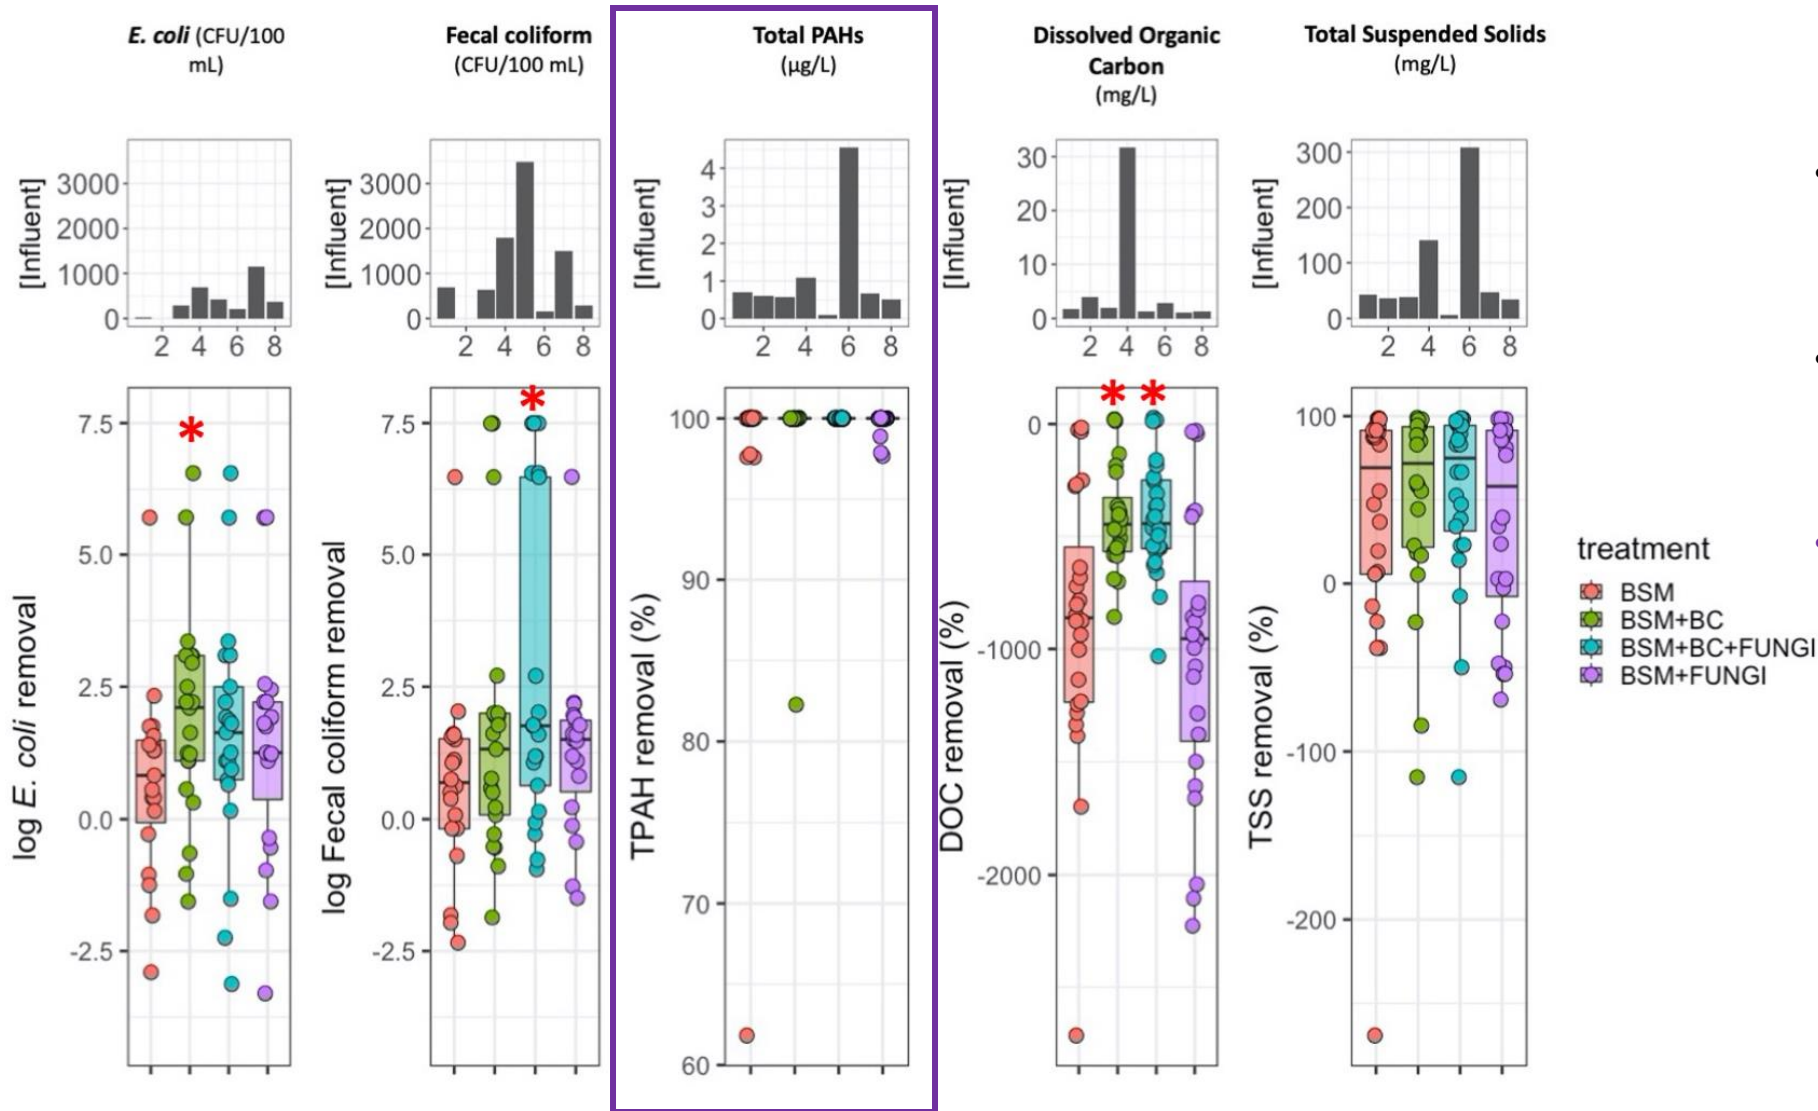 E. coli (CFU/100
mL)
Fecal coliform
(CFU/100 mL)
Total PAHs
(µg/L)
Dissolved Organic
Carbon
(mg/L)
Total Suspended Solids
(mg/L)
[Influent]
3000
2000
1000
0
2 4 6 8
[Influent]
3000
2000
1000
0
2 4 6 8
[Influent]
4
3
2
1
0
2 4 6 8
[Influent]
30
20
10
0
2 4 6 8
[Influent]
300
200
100
0
2 4 6 8
log E. coli removal
7.5
5.0
2.5
0.0
-2.5
*
log Fecal coliform removal
7.5
5.0
2.5
0.0
-2.5
*
TPAH removal (%)
100
90
80
70
60
DOC removal (%)
0
-1000
-2000
* *
TSS removal (%)
100
0
-100
-200
treatment
BSM
BSM+BC
BSM+BC+FUNGI
BSM+FUNGI